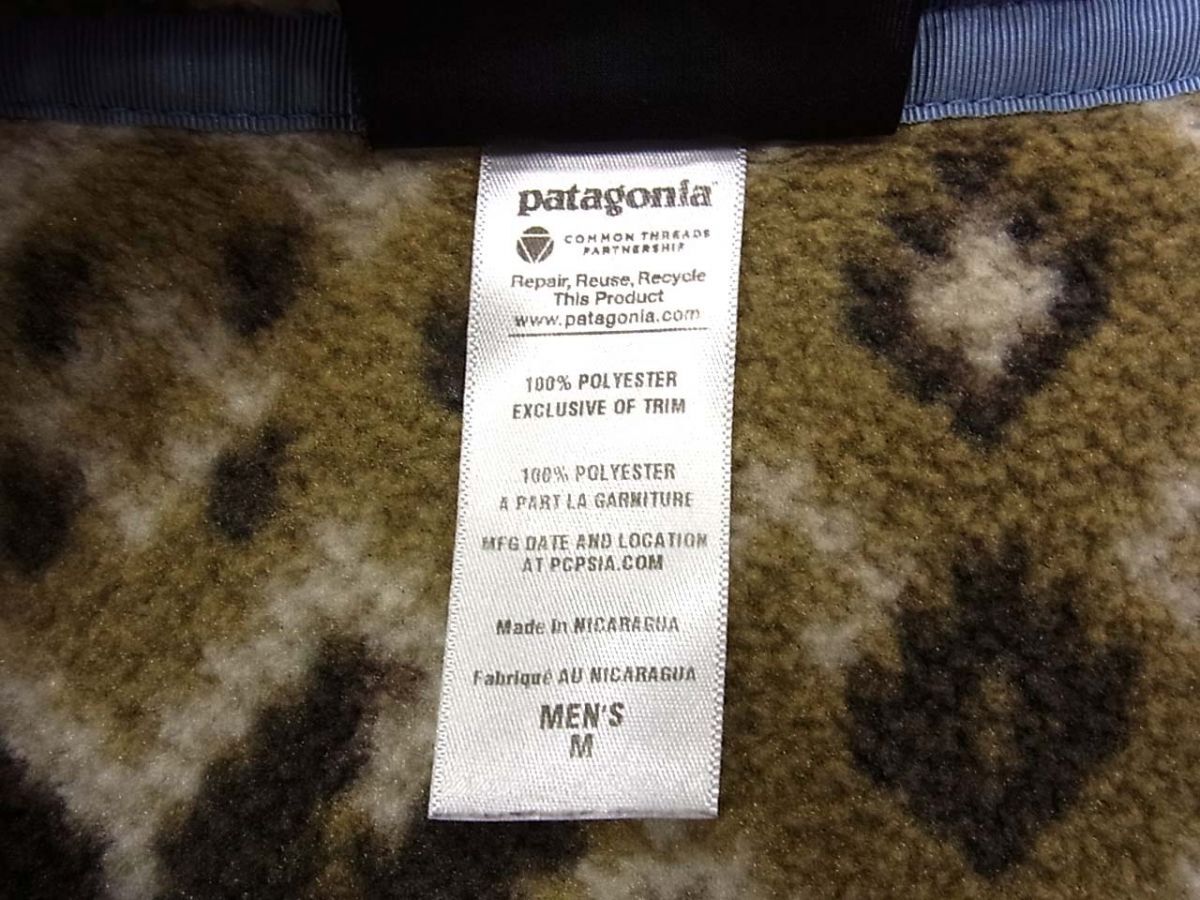 patagonia
COMMON THREADS
PARTNERSHIP
Repair, Reuse, Recycle
This Product
www.patagonia.com
100% POLYESTER
EXCLUSIVE OF TRIM
100% POLYESTER
A PART LA GARNITURE
MFG DATE AND LOCATION
AT PCPSIA.COM
Made in NICARAGUA
Fabriqué AU NICARAGUA
MEN'S
M